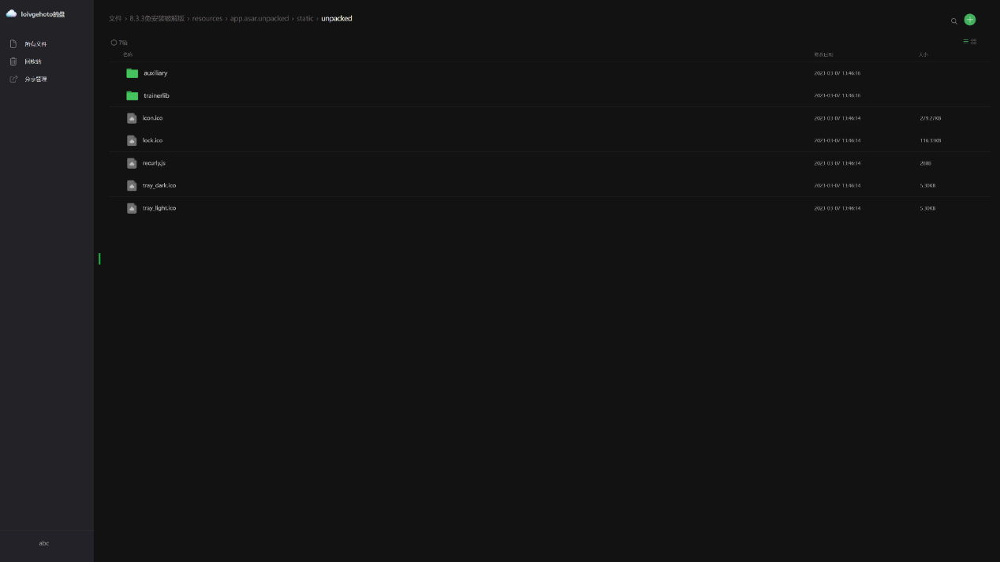 loivgehoto的盘
文件 › 8.3.3免安装破解版 › resources › app.asar.unpacked › static › unpacked
所有文件
回收站
分享管理
7项
名称 修改日期 大小
auxiliary 2023-03-07 13:46:16
trainerlib 2023-03-07 13:46:16
icon.ico 2023-03-07 13:46:14 279.27KB
lock.ico 2023-03-07 13:46:14 116.33KB
recurly.js 2023-03-07 13:46:14 288B
tray_dark.ico 2023-03-07 13:46:14 5.30KB
tray_light.ico 2023-03-07 13:46:14 5.30KB
abc